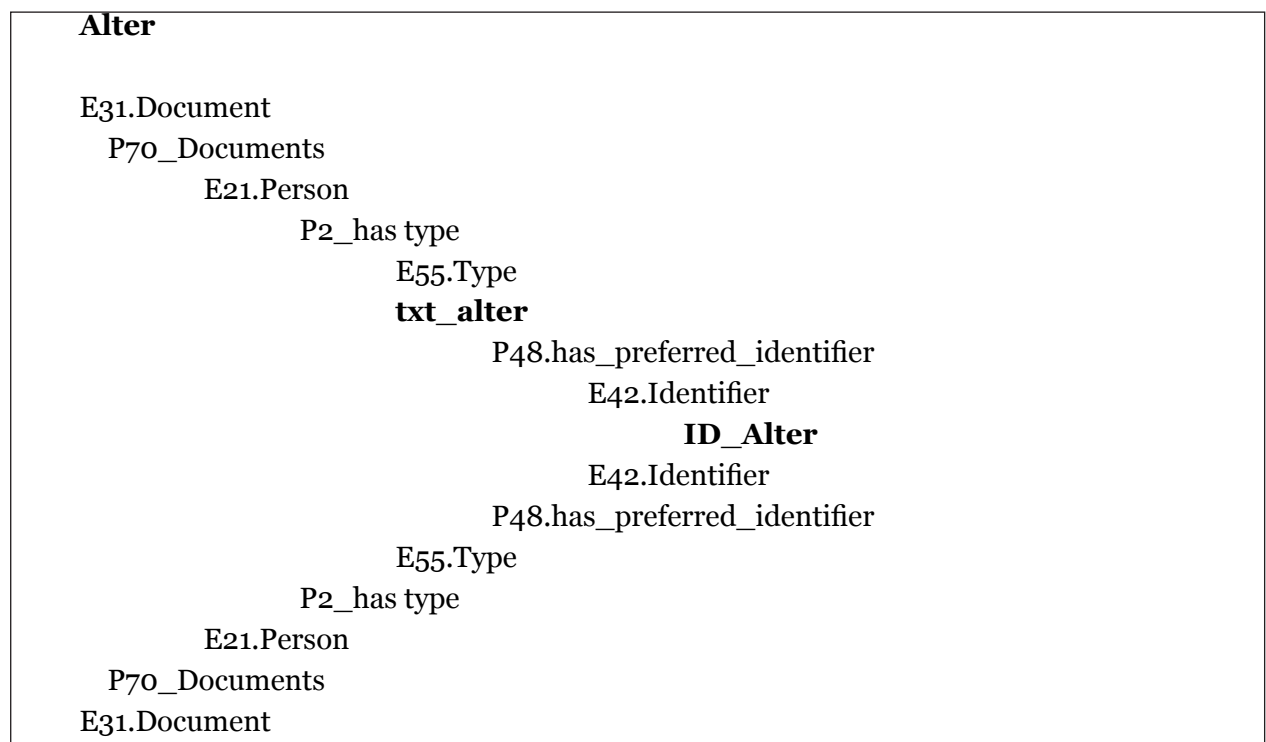 Alter
E31.Document
P70_Documents
E21.Person
P2_has type
E55.Type
txt_alter
P48.has_preferred_identifier
E42.Identifier
ID_Alter
E42.Identifier
P48.has_preferred_identifier
E55.Type
P2_has type
E21.Person
P70_Documents
E31.Document